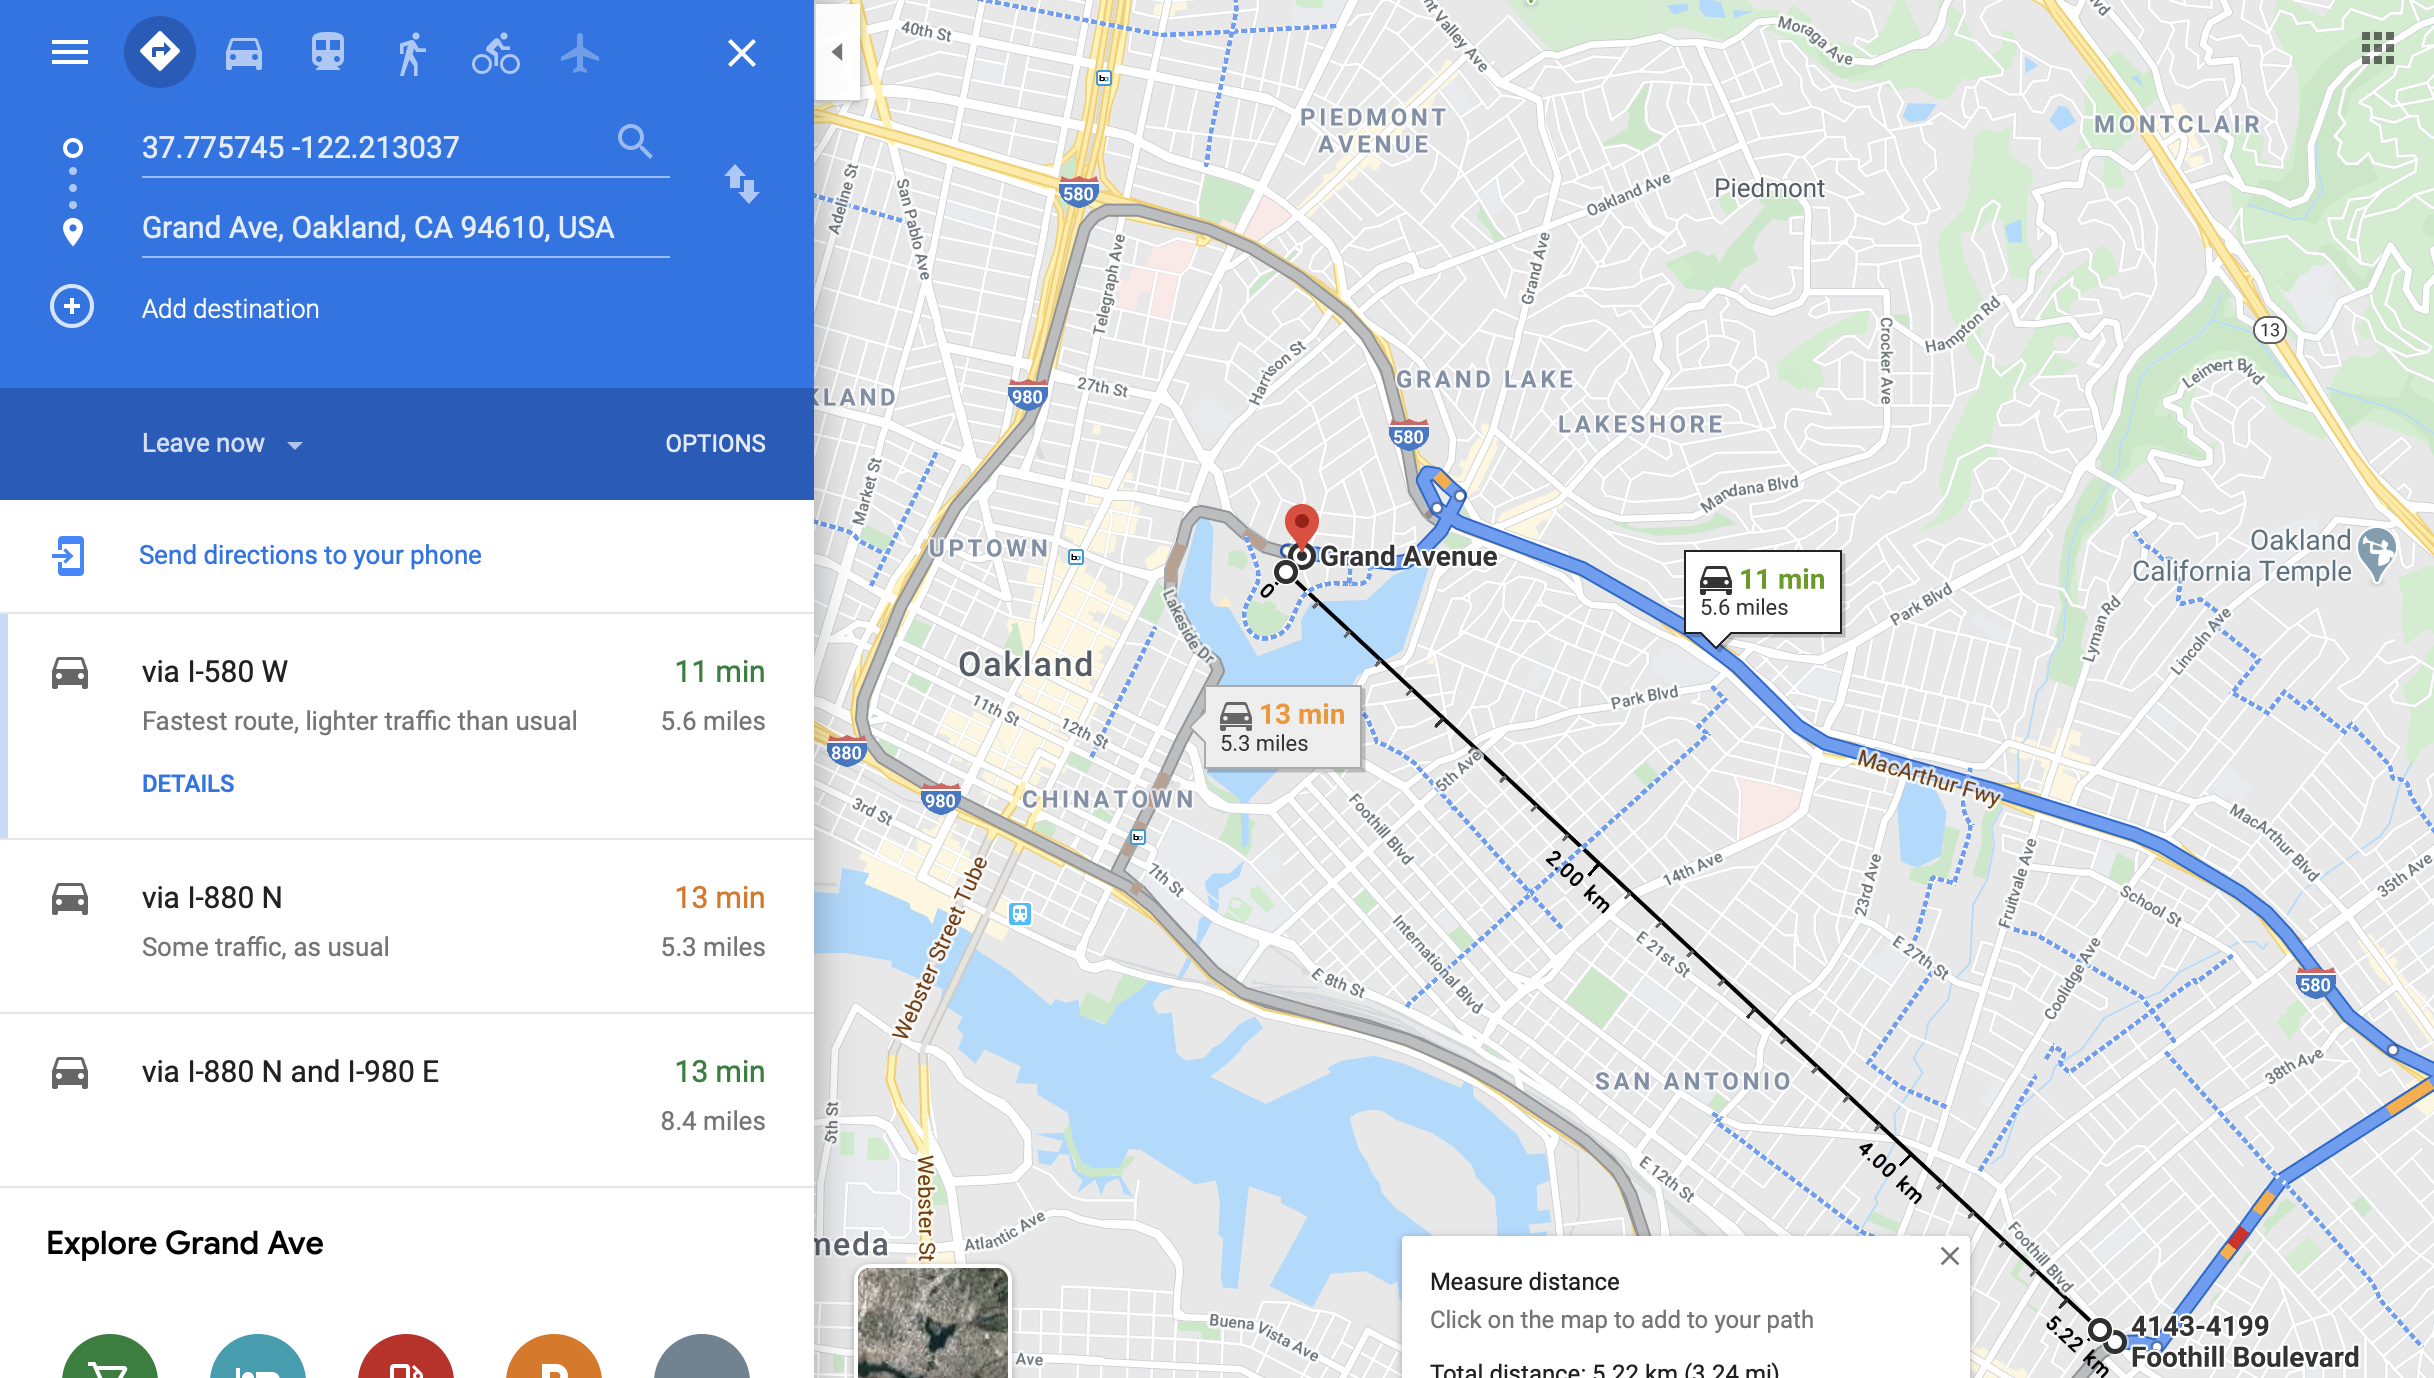 37.775745 -122.213037
Grand Ave, Oakland, CA 94610, USA
Add destination
Leave now
OPTIONS
Send directions to your phone
via I-580 W
11 min
Fastest route, lighter traffic than usual
5.6 miles
DETAILS
via I-880 N
13 min
Some traffic, as usual
5.3 miles
via I-880 N and I-980 E
13 min
8.4 miles
Explore Grand Ave
40th St
Moraga Ave
PIEDMONT
AVENUE
MONTCLAIR
Adeline St
San Pablo Ave
580
Piedmont
Oakland Ave
Telegraph Ave
Grand Ave
13
Hampton Rd
Crocker Ave
Harrison St
27th St
980
GRAND LAKE
Leimert Blvd
KLAND
LAKESHORE
580
Market St
Mandana Blvd
UPTOWN
Grand Avenue
Oakland
California Temple
11 min
5.6 miles
Park Blvd
0
Lakeside Dr
Lyman Rd
Lincoln Ave
Oakland
11th St
12th St
Park Blvd
13 min
5.3 miles
880
980
CHINATOWN
3rd St
5th Ave
MacArthur Fwy
Foothill Blvd
MacArthur Blvd
7th St
2.00 km
14th Ave
23rd Ave
Fruitvale Ave
School St
35th Ave
Webster Street Tube
International Blvd
E 21st St
E 27th St
E 8th St
Coolidge Ave
580
SAN ANTONIO
38th Ave
5th St
Webster St
E 12th St
4.00 km
Atlantic Ave
meda
Foothill Blvd
Buena Vista Ave
Ave
5.22 km
4143-4199
Foothill Boulevard
Measure distance
Click on the map to add to your path
Total distance: 5.22 km (3.24 mi)